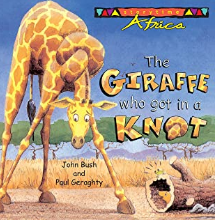 storytime
Africa
The
GIRAFFE
who got in a
KNOT
John Bush
and
Paul Geraghty